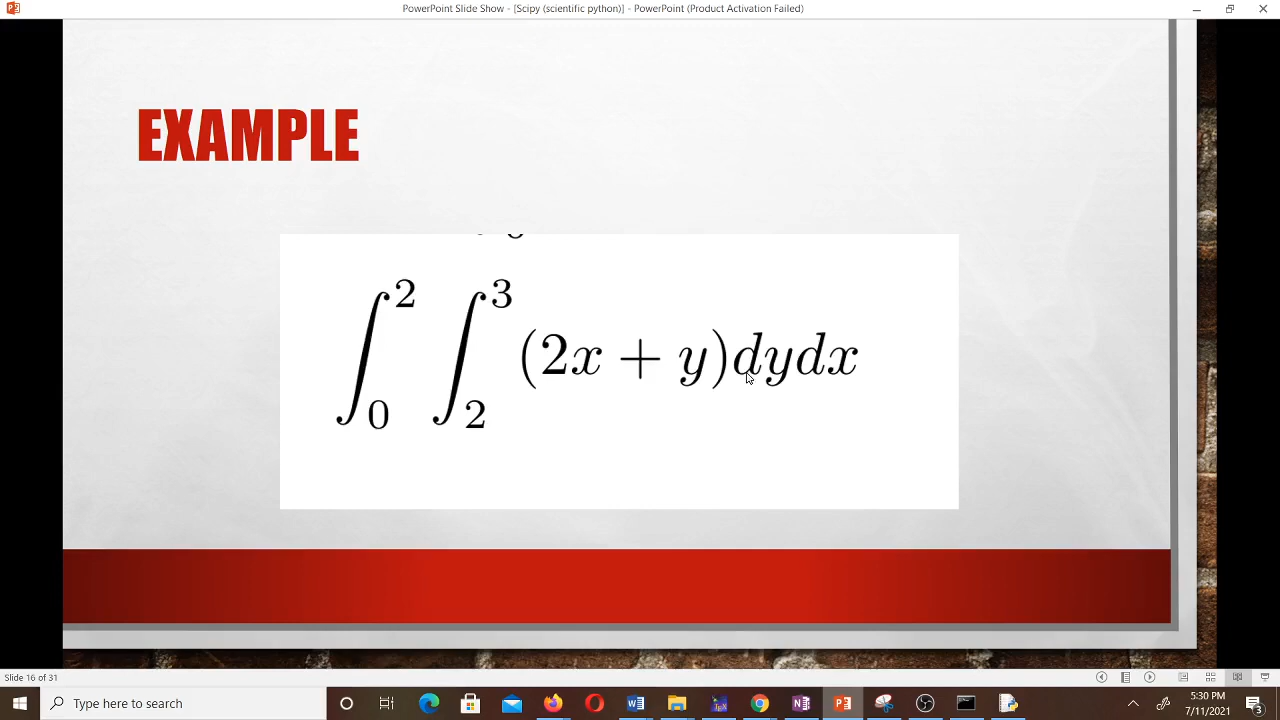 PowerPoint Slide Show - [Scipy (scientific python)] - PowerPoint (Product Activation Failed)
EXAMPLE
∫₀² ∫₂³ (2x + y)dydx
Slide 16 of 31
Type here to search
5:30 PM
7/11/2021
3